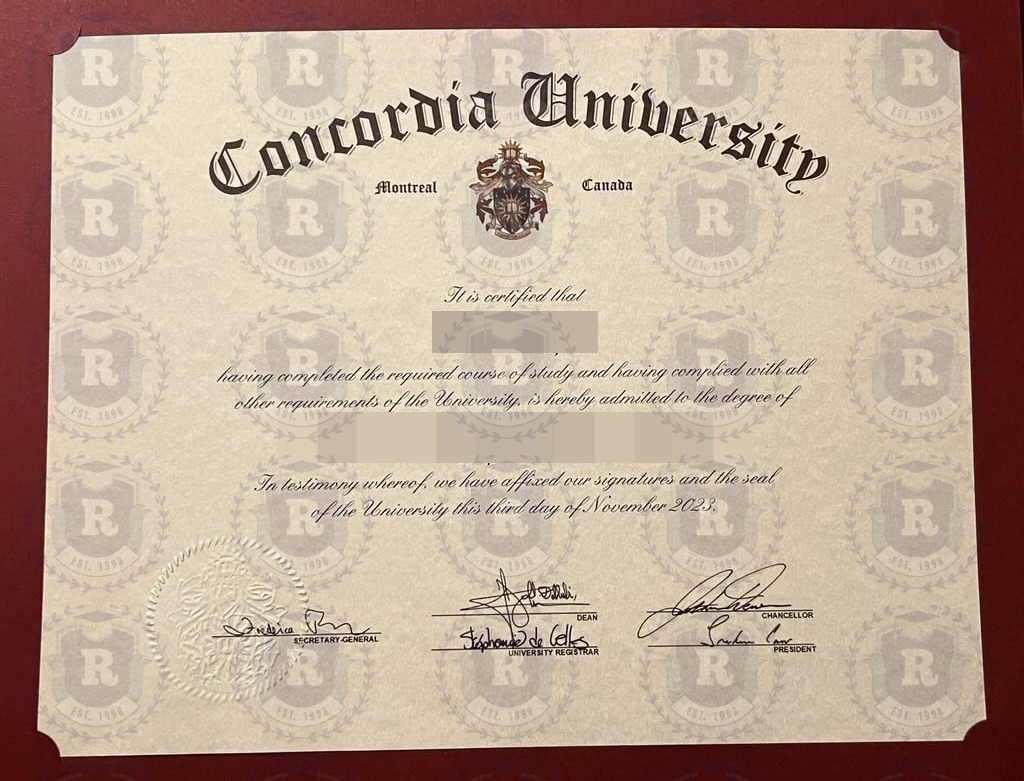 Concordia University
Montreal Canada
It is certified that
having completed the required course of study and having complied with all
other requirements of the University, is hereby admitted to the degree of
In testimony whereof, we have affixed our signatures and the seal
of the University this third day of November 2023.
SECRETARY-GENERAL
DEAN
UNIVERSITY REGISTRAR
CHANCELLOR
PRESIDENT
R
EST. 1998